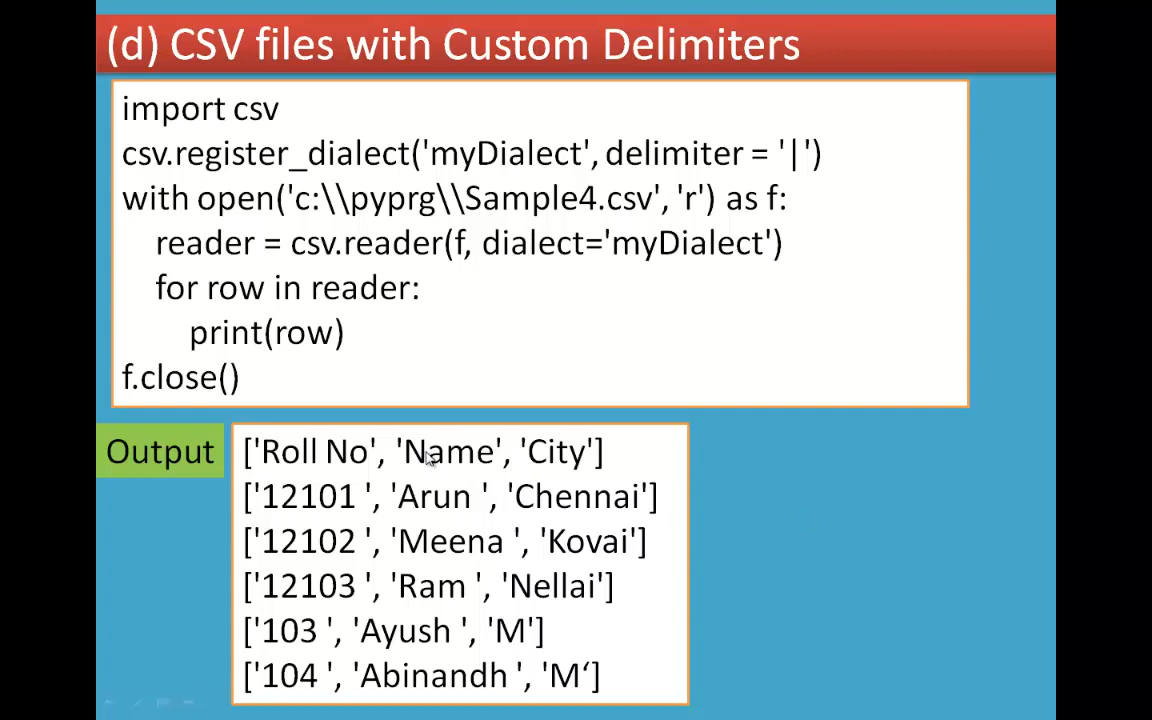 (d) CSV files with Custom Delimiters
import csv
csv.register_dialect('myDialect', delimiter = '|')
with open('c:\\pyprg\\Sample4.csv', 'r') as f:
    reader = csv.reader(f, dialect='myDialect')
    for row in reader:
        print(row)
f.close()
Output
['Roll No', 'Name', 'City']
['12101 ', 'Arun ', 'Chennai']
['12102 ', 'Meena ', 'Kovai']
['12103 ', 'Ram ', 'Nellai']
['103 ', 'Ayush ', 'M']
['104 ', 'Abinandh ', 'M‘]